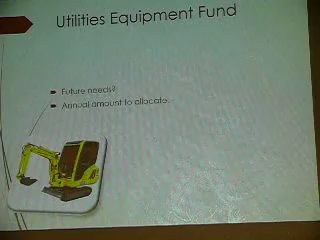 Utilities Equipment Fund
Future needs?
Annual amount to allocate.